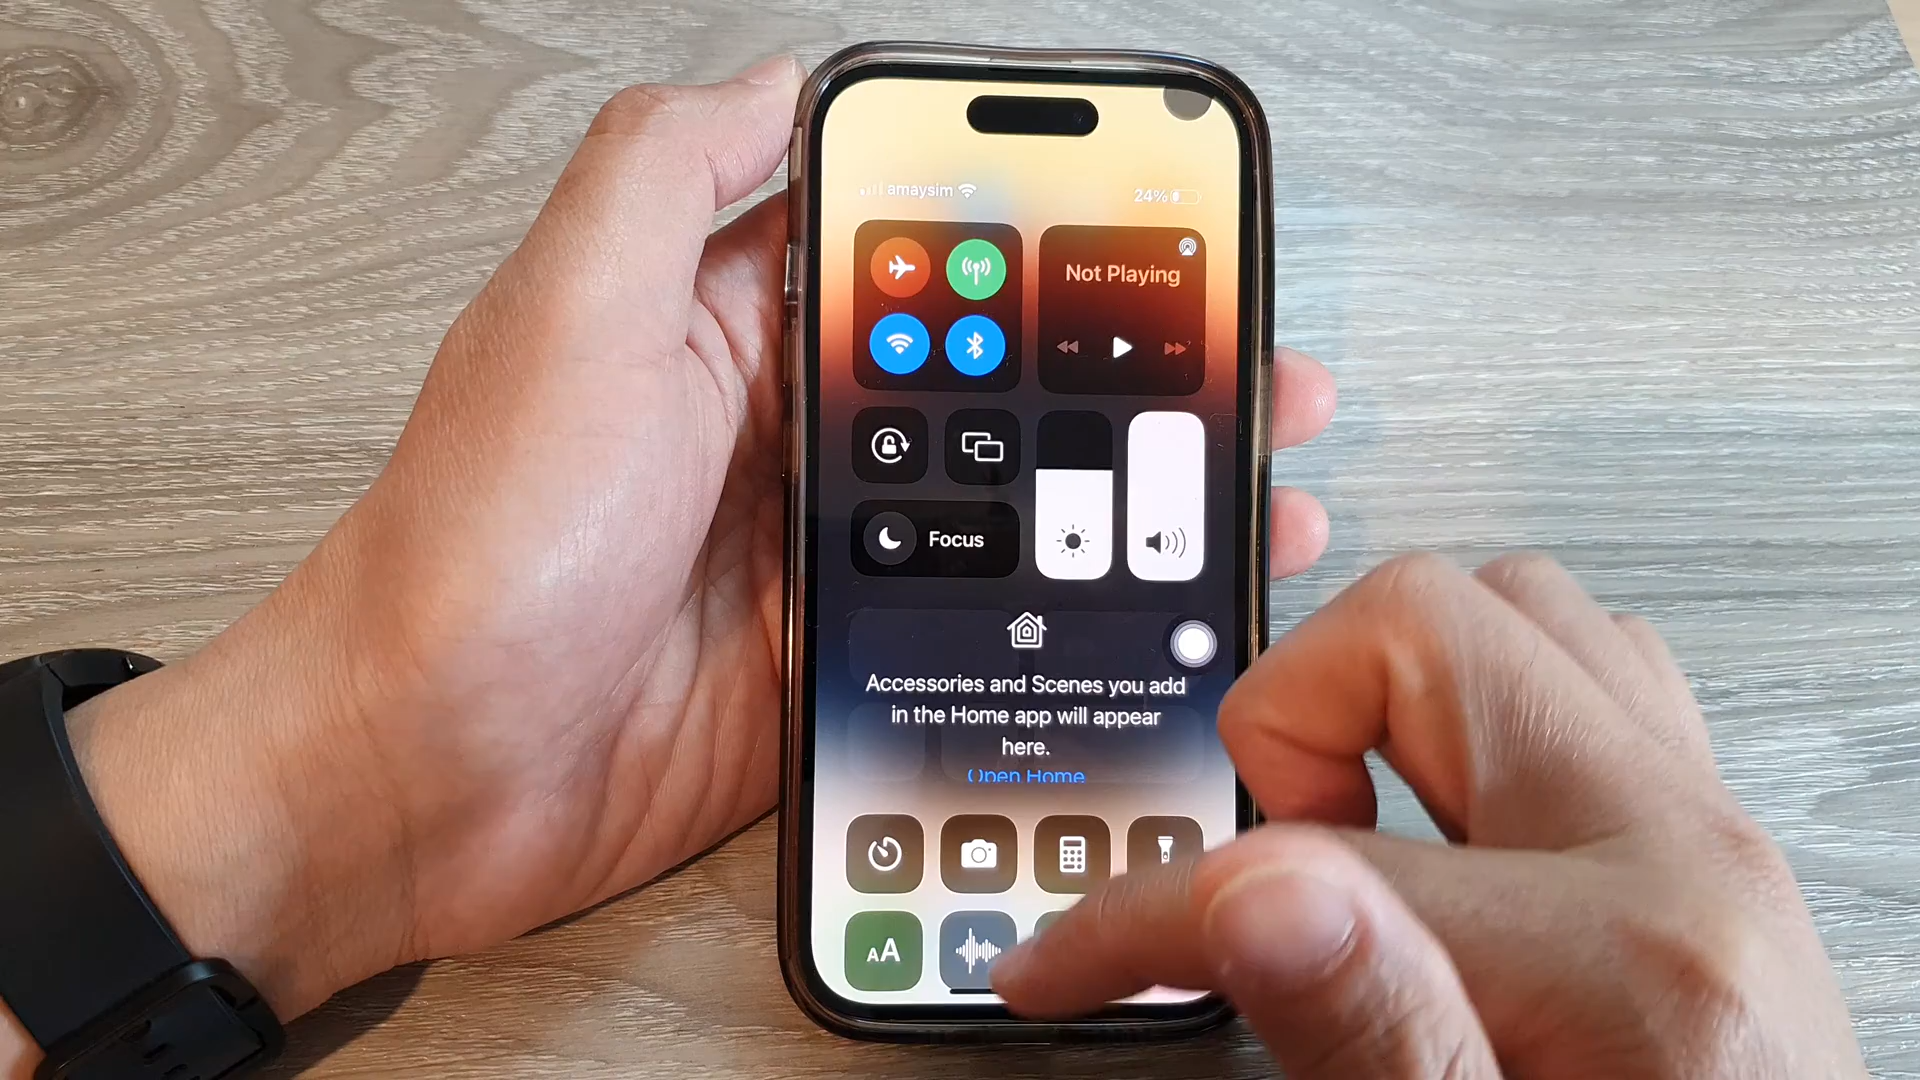 amaysim
24%
Not Playing
Focus
Accessories and Scenes you add
in the Home app will appear
here.
Open Home
AA